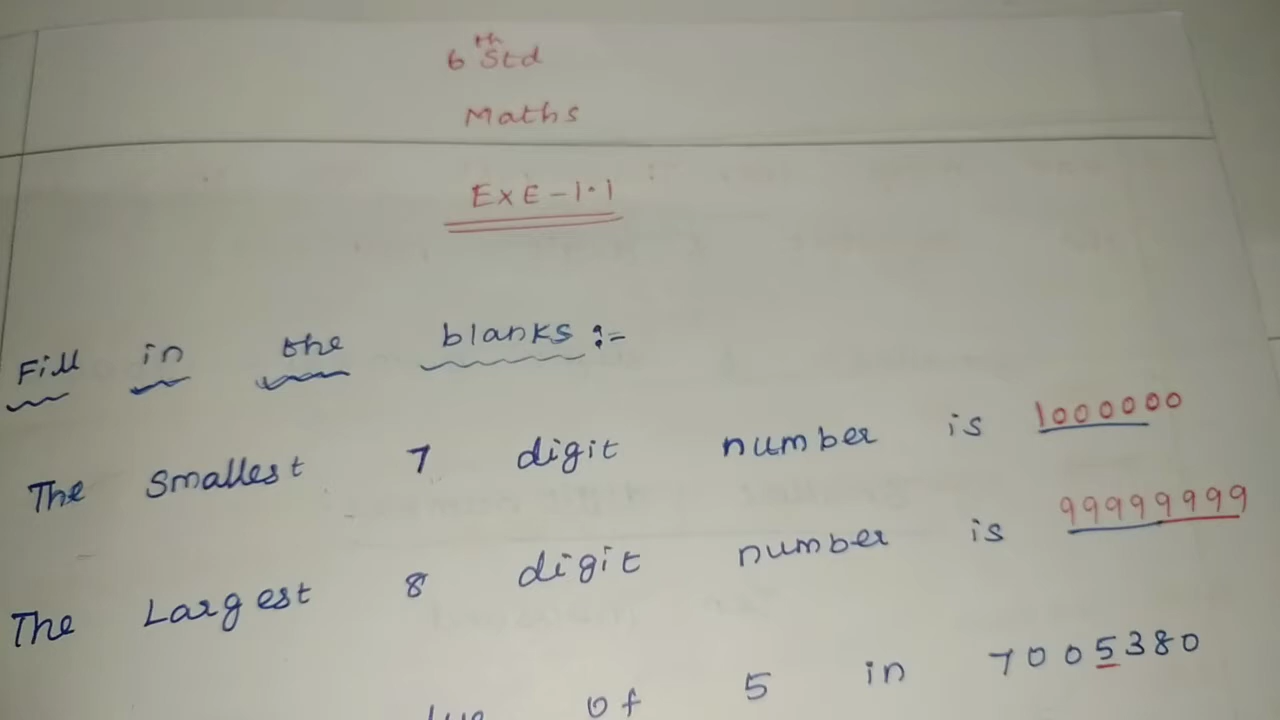 6th Std
Maths
EXE-1.1
Fill in the blanks :-
The Smallest 7 digit number is 1000000
The Largest 8 digit number is 99999999
of 5 in 7005380